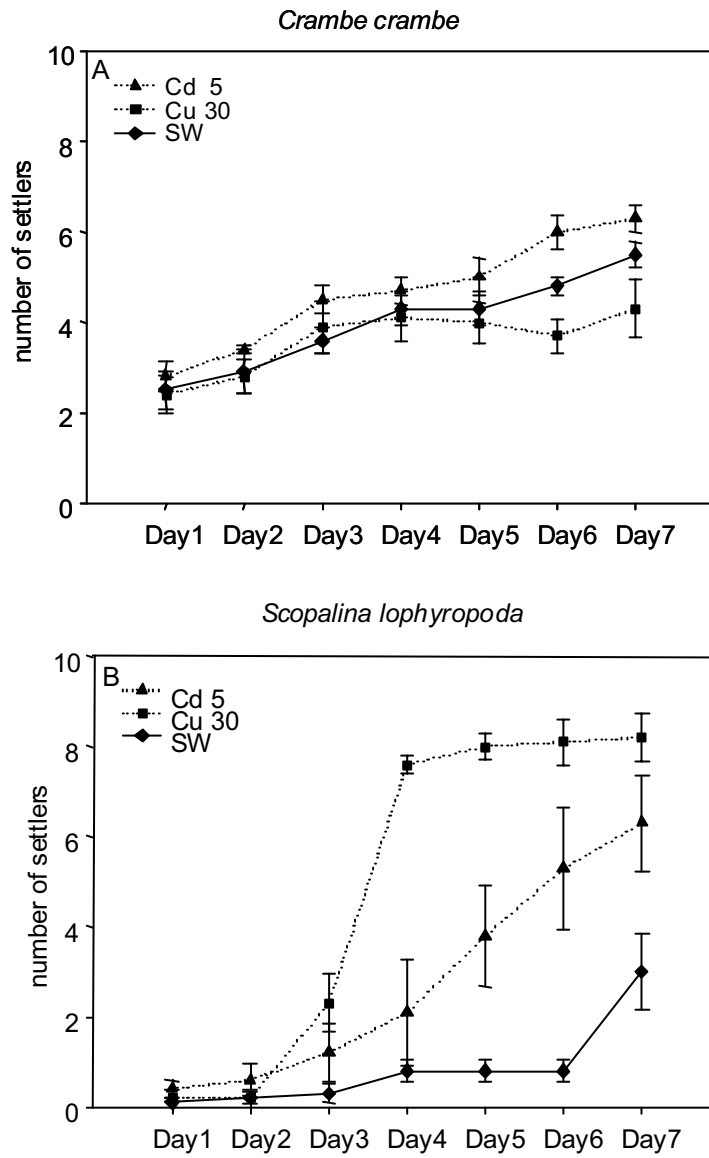 Crambe crambe
A
Cd 5
Cu 30
SW
10
8
6
4
2
0
number of settlers
Day1 Day2 Day3 Day4 Day5 Day6 Day7
Scopalina lophyropoda
B
Cd 5
Cu 30
SW
10
8
6
4
2
0
number of settlers
Day1 Day2 Day3 Day4 Day5 Day6 Day7